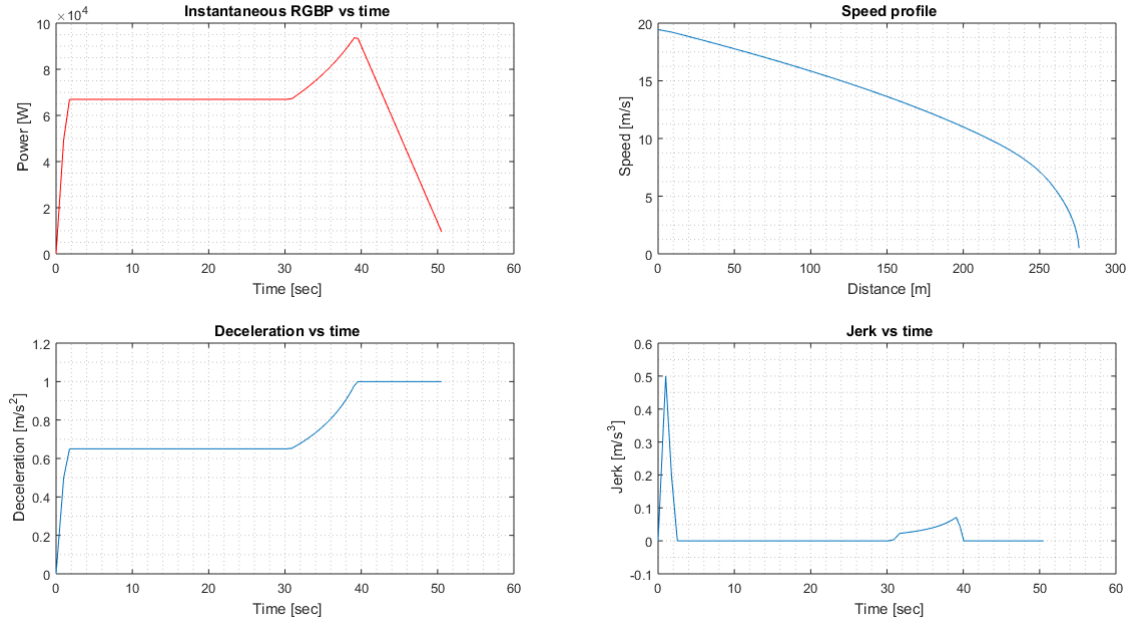 Instantaneous RGBP vs time
×10⁴
Power [W]
10
8
6
4
2
0
0 10 20 30 40 50 60
Time [sec]
Speed profile
Speed [m/s]
20
15
10
5
0
0 50 100 150 200 250 300
Distance [m]
Deceleration vs time
Deceleration [m/s²]
1.2
1
0.8
0.6
0.4
0.2
0
0 10 20 30 40 50 60
Time [sec]
Jerk vs time
Jerk [m/s³]
0.6
0.5
0.4
0.3
0.2
0.1
0
-0.1
0 10 20 30 40 50 60
Time [sec]